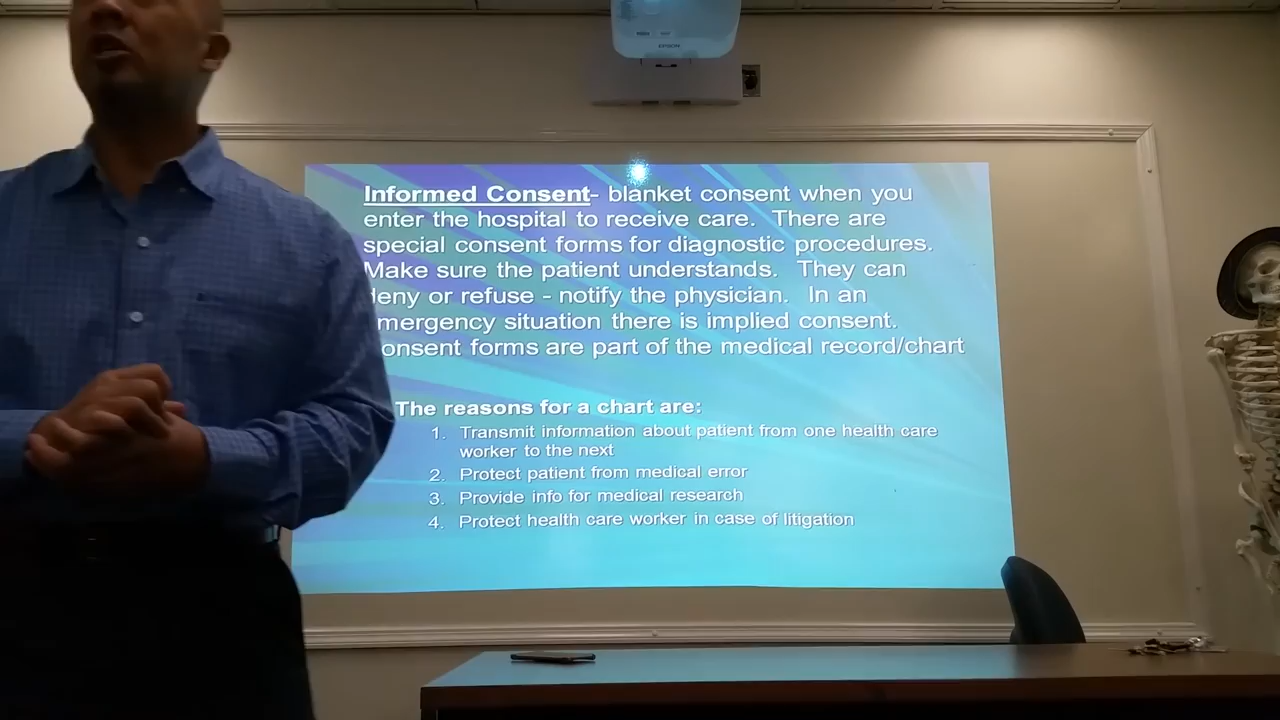 EPSON
Informed Consent- blanket consent when you
enter the hospital to receive care.  There are
special consent forms for diagnostic procedures.
Make sure the patient understands.  They can
deny or refuse - notify the physician.  In an
mergency situation there is implied consent.
onsent forms are part of the medical record/chart
The reasons for a chart are:
1. Transmit information about patient from one health care
worker to the next
2. Protect patient from medical error
3. Provide info for medical research
4. Protect health care worker in case of litigation